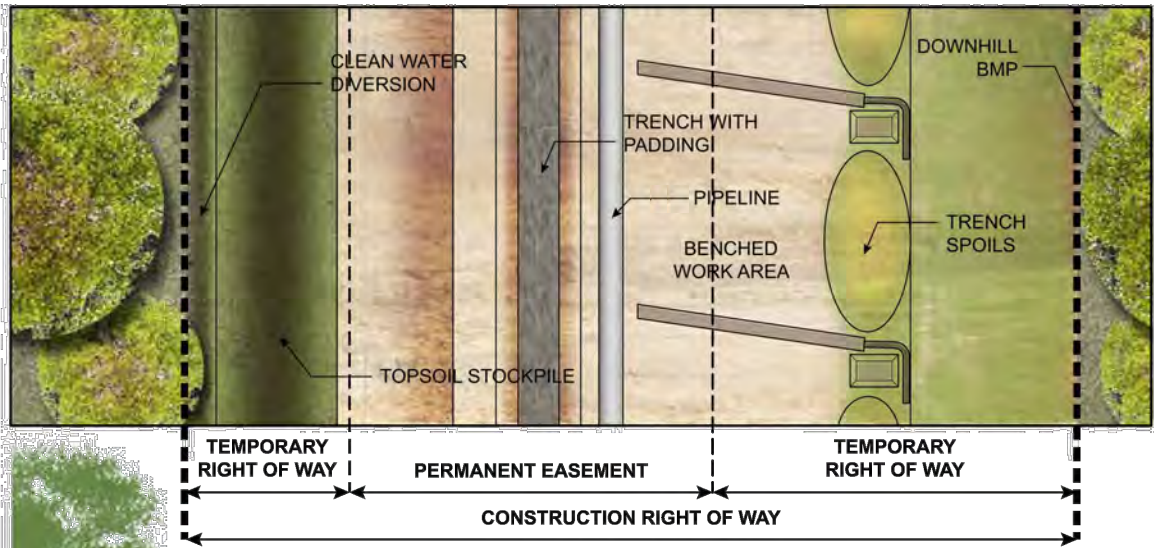 CLEAN WATER
DIVERSION
DOWNHILL
BMP
TRENCH WITH
PADDING
PIPELINE
TRENCH
SPOILS
BENCHED
WORK AREA
TOPSOIL STOCKPILE
TEMPORARY
RIGHT OF WAY
PERMANENT EASEMENT
TEMPORARY
RIGHT OF WAY
CONSTRUCTION RIGHT OF WAY